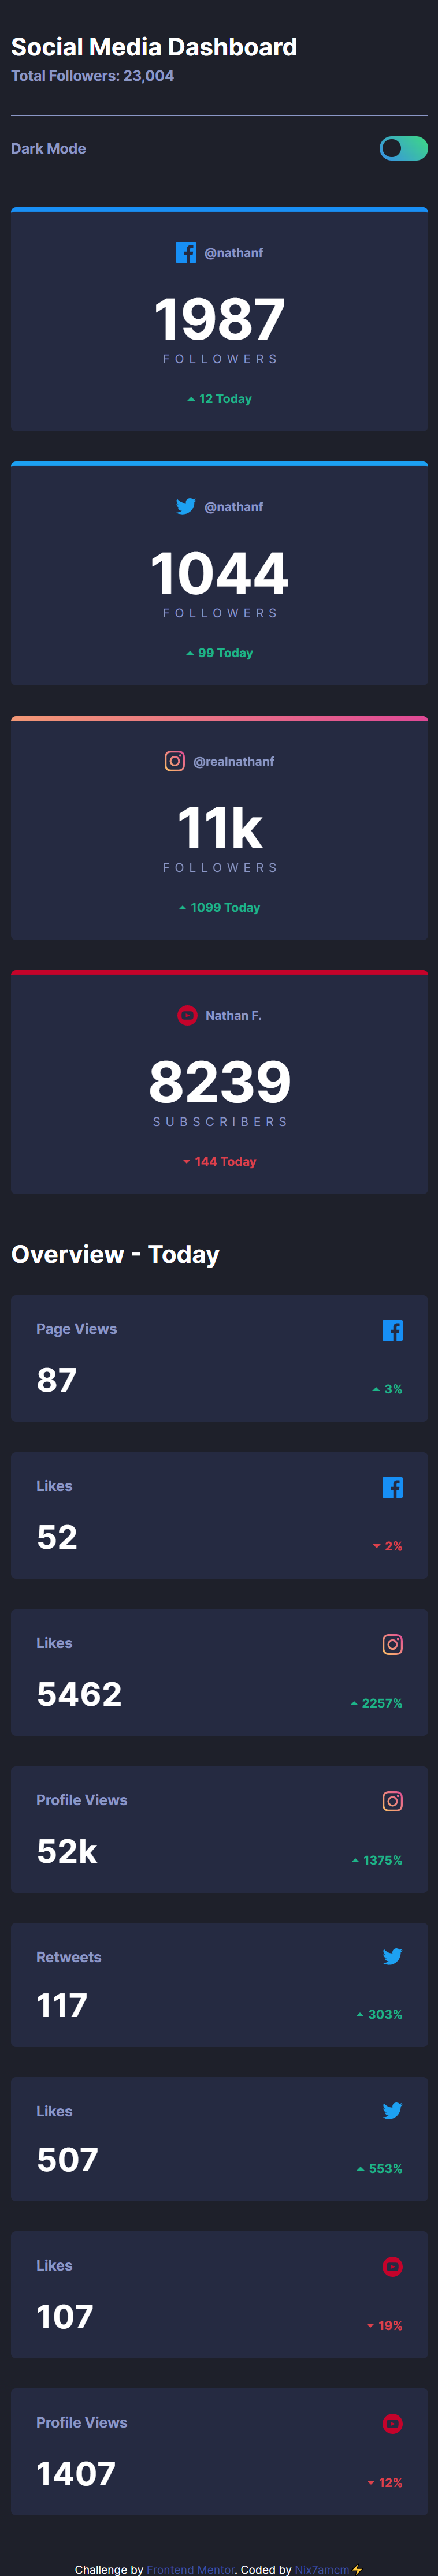 Social Media Dashboard
Total Followers: 23,004
Dark Mode
@nathanf
1987
FOLLOWERS
12 Today
@nathanf
1044
FOLLOWERS
99 Today
@realnathanf
11k
FOLLOWERS
1099 Today
Nathan F.
8239
SUBSCRIBERS
144 Today
Overview - Today
Page Views
87
3%
Likes
52
2%
Likes
5462
2257%
Profile Views
52k
1375%
Retweets
117
303%
Likes
507
553%
Likes
107
19%
Profile Views
1407
12%
Challenge by Frontend Mentor. Coded by Nix7amcm⚡